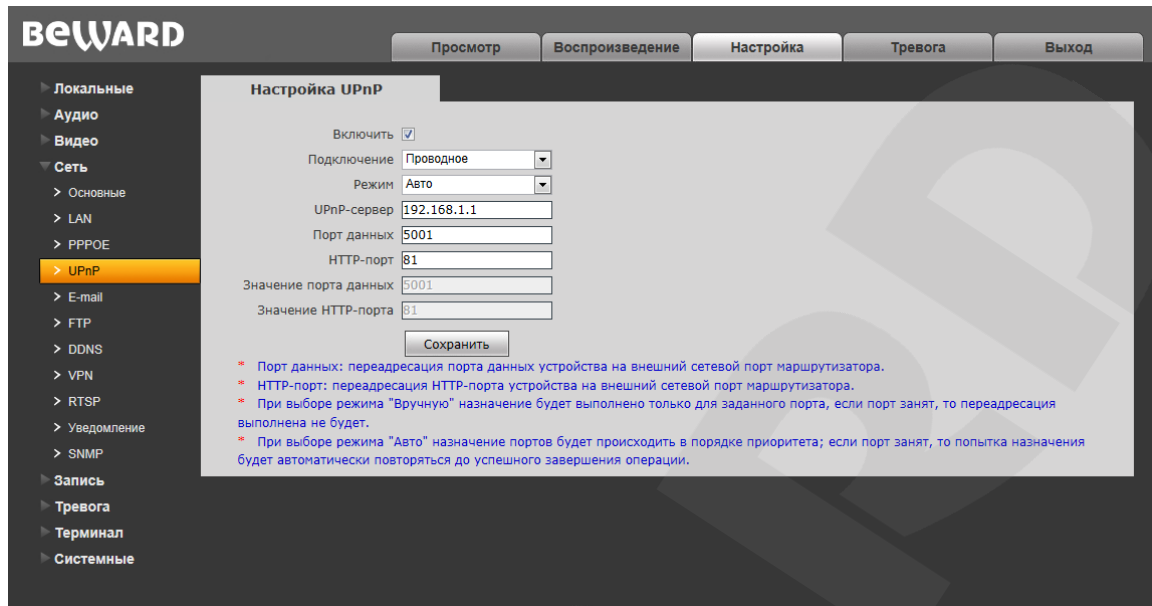 BEWARD
Просмотр Воспроизведение Настройка Тревога Выход
Локальные
Аудио
Видео
Сеть
> Основные
> LAN
> PPPOE
> UPnP
> E-mail
> FTP
> DDNS
> VPN
> RTSP
> Уведомление
> SNMP
Запись
Тревога
Терминал
Системные
Настройка UPnP
Включить
Подключение Проводное
Режим Авто
UPnP-сервер 192.168.1.1
Порт данных 5001
HTTP-порт 81
Значение порта данных 5001
Значение HTTP-порта 81
Сохранить
* Порт данных: переадресация порта данных устройства на внешний сетевой порт маршрутизатора.
* HTTP-порт: переадресация HTTP-порта устройства на внешний сетевой порт маршрутизатора.
* При выборе режима "Вручную" назначение будет выполнено только для заданного порта, если порт занят, то переадресация
выполнена не будет.
* При выборе режима "Авто" назначение портов будет происходить в порядке приоритета; если порт занят, то попытка назначения
будет автоматически повторяться до успешного завершения операции.